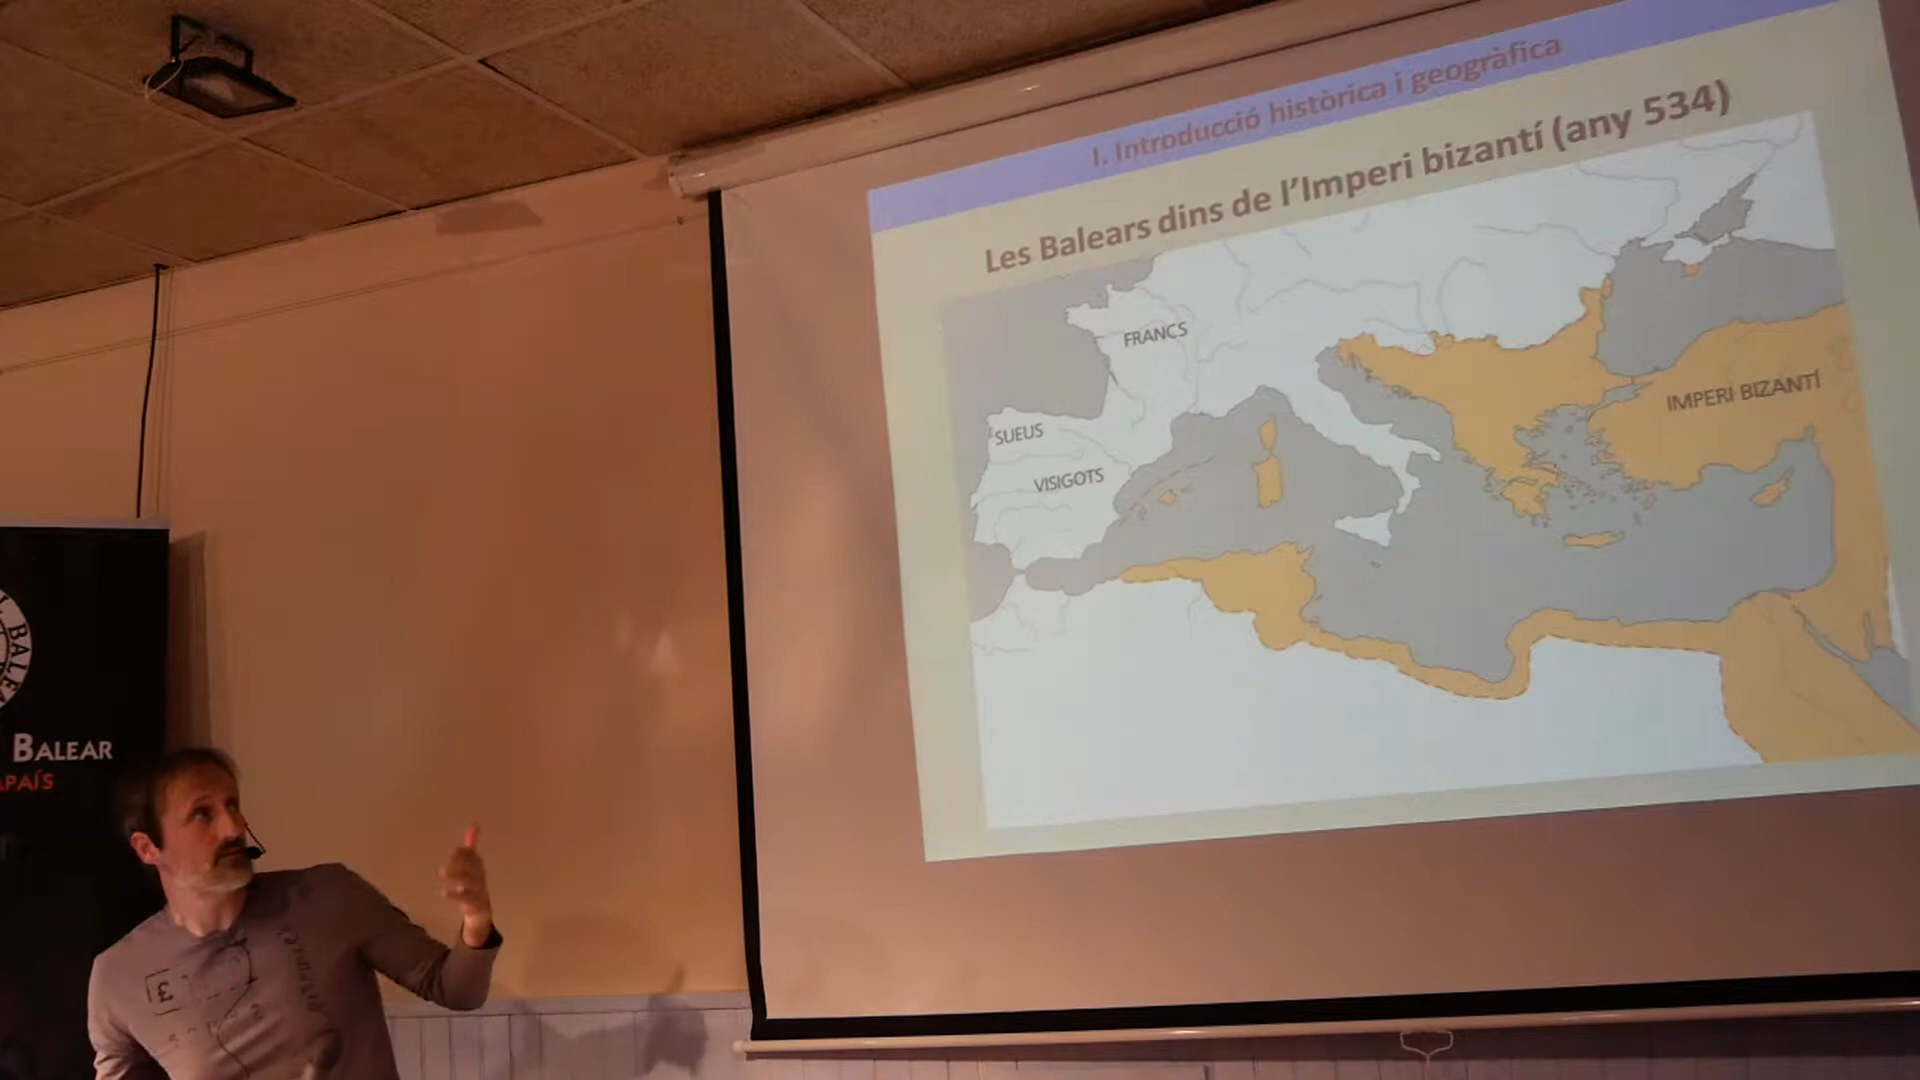 I. Introducció històrica i geogràfica
Les Balears dins de l'Imperi bizantí (any 534)
FRANCS
SUEUS
VISIGOTS
IMPERI BIZANTÍ
BALEAR
PAÍS